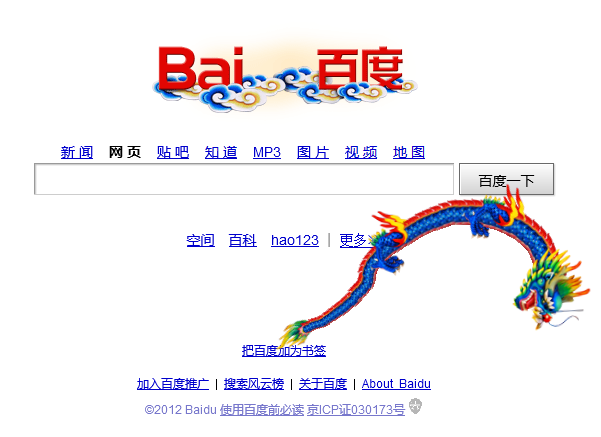 Bai 百度
新 闻 网 页 贴 吧 知 道 MP3 图 片 视 频 地 图
百度一下
空间 百科 hao123 | 更多
把百度加为书签
加入百度推广 | 搜索风云榜 | 关于百度 | About Baidu
©2012 Baidu 使用百度前必读 京ICP证030173号